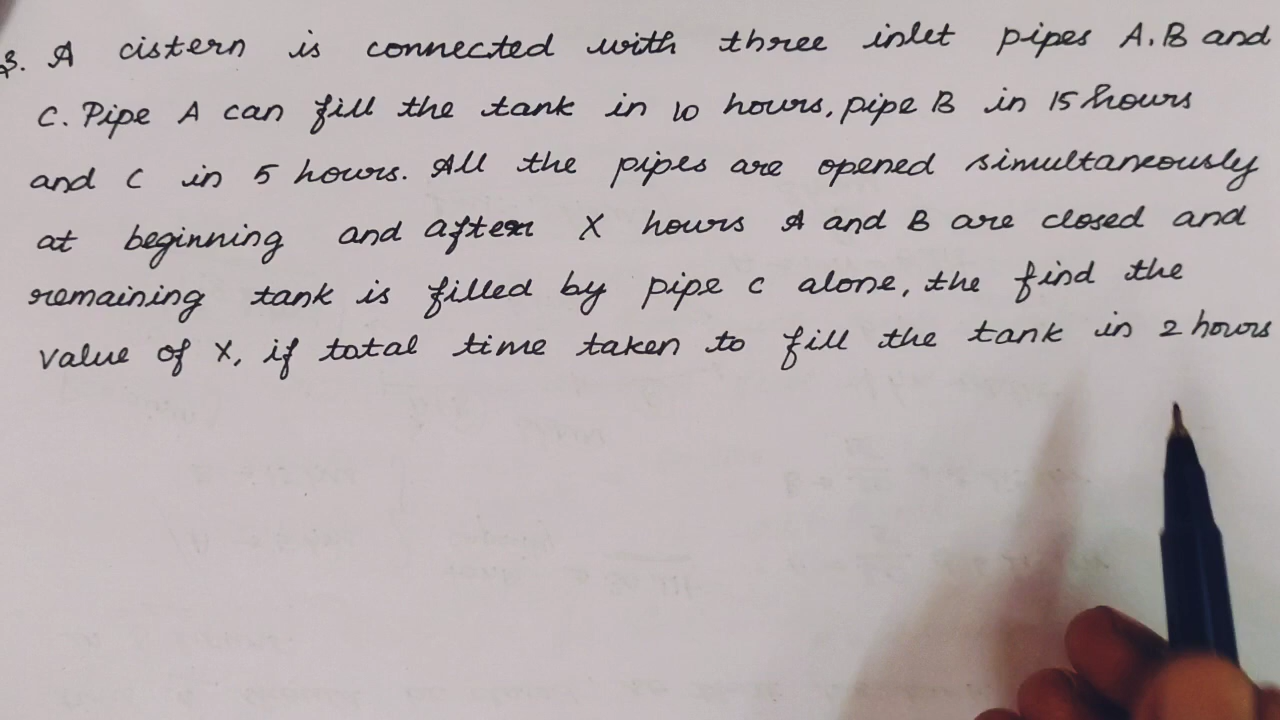 3. A cistern is connected with three inlet pipes A, B and
C. Pipe A can fill the tank in 10 hours, pipe B in 15 hours
and C in 5 hours. All the pipes are opened simultaneously
at beginning and after X hours A and B are closed and
remaining tank is filled by pipe c alone, the find the
value of X, if total time taken to fill the tank in 2 hours